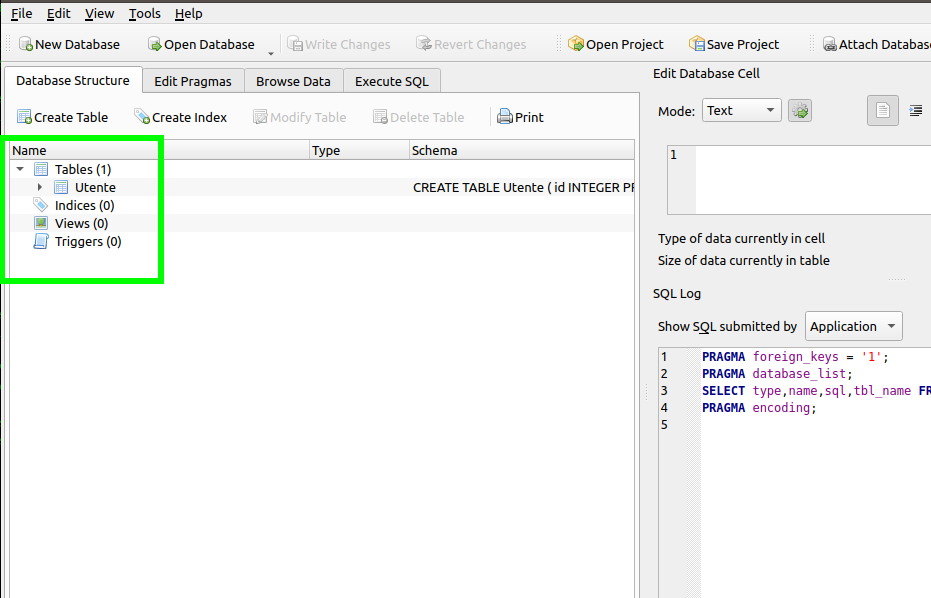 File Edit View Tools Help
New Database Open Database Write Changes Revert Changes Open Project Save Project Attach Database
Database Structure Edit Pragmas Browse Data Execute SQL
Create Table Create Index Modify Table Delete Table Print
Name Type Schema
Tables (1)
Utente CREATE TABLE Utente ( id INTEGER
Indices (0)
Views (0)
Triggers (0)
Edit Database Cell
Mode: Text
1
Type of data currently in cell
Size of data currently in table
SQL Log
Show SQL submitted by Application
1 PRAGMA foreign_keys = '1';
2 PRAGMA database_list;
3 SELECT type,name,sql,tbl_name
4 PRAGMA encoding;
5